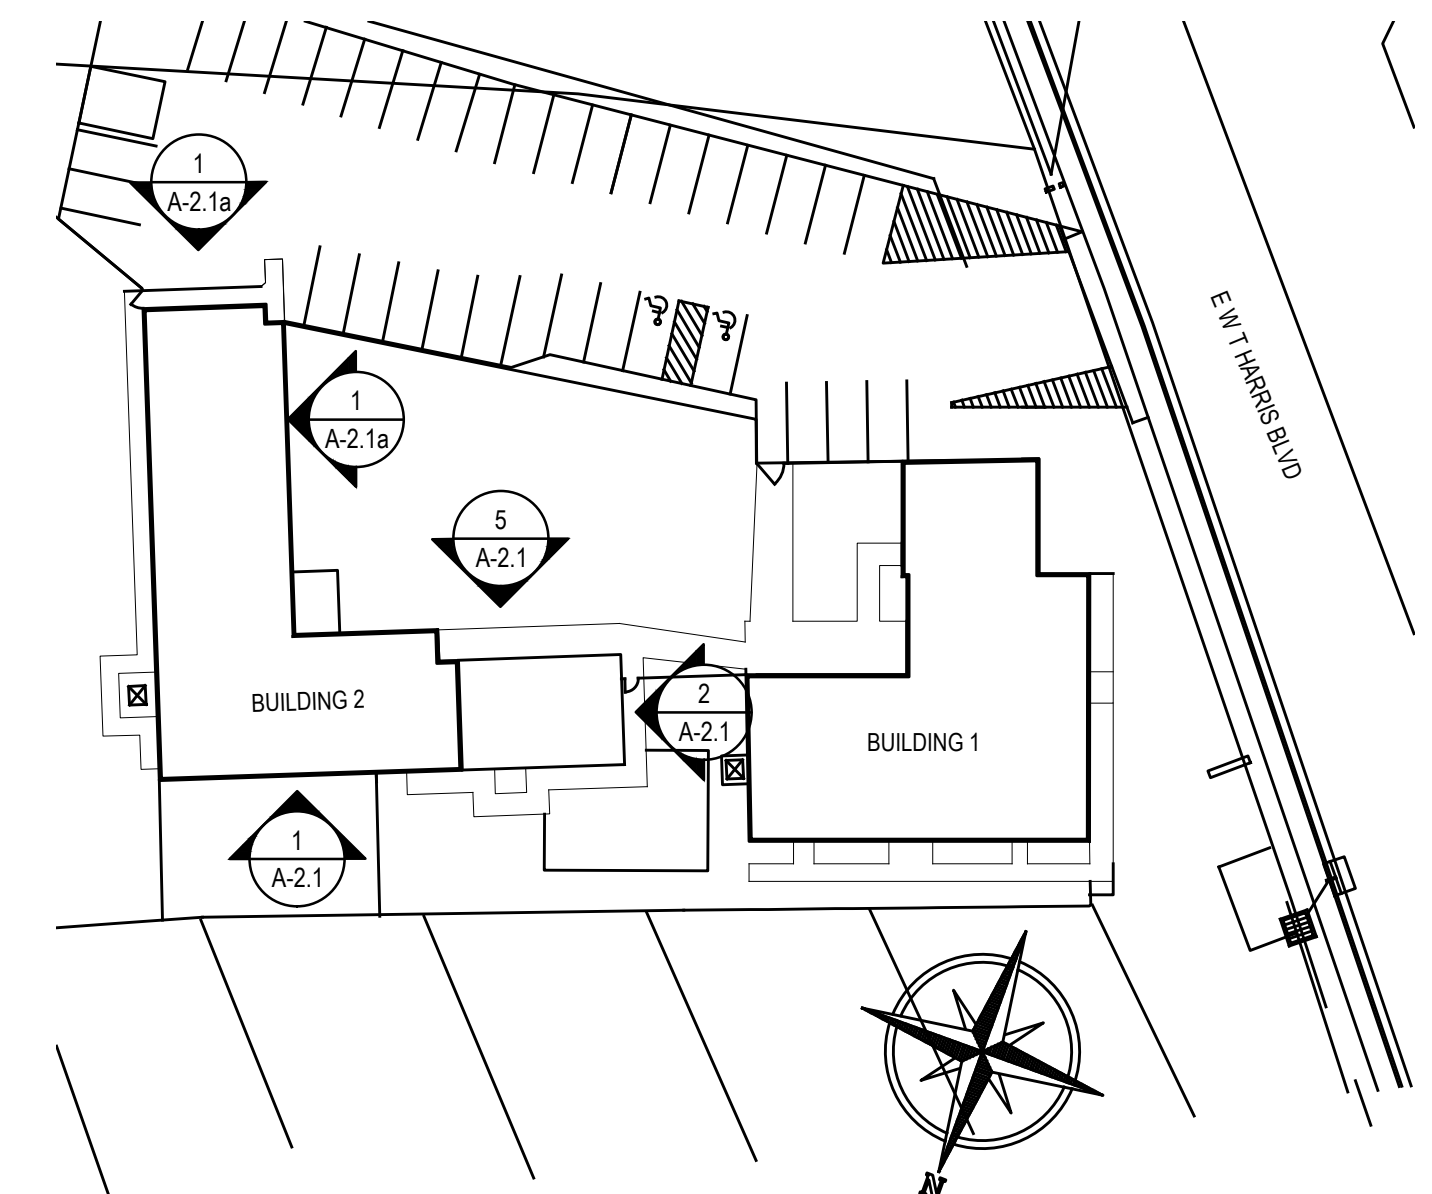 1
A-2.1a
E W T HARRIS BLVD
1
A-2.1a
5
A-2.1
BUILDING 2
2
A-2.1
BUILDING 1
1
A-2.1
N